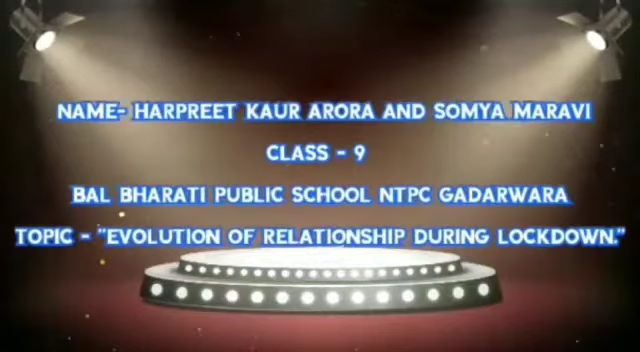 NAME- HARPREET KAUR ARORA AND SOMYA MARAVI
CLASS - 9
BAL BHARATI PUBLIC SCHOOL NTPC GADARWARA
TOPIC - "EVOLUTION OF RELATIONSHIP DURING LOCKDOWN."